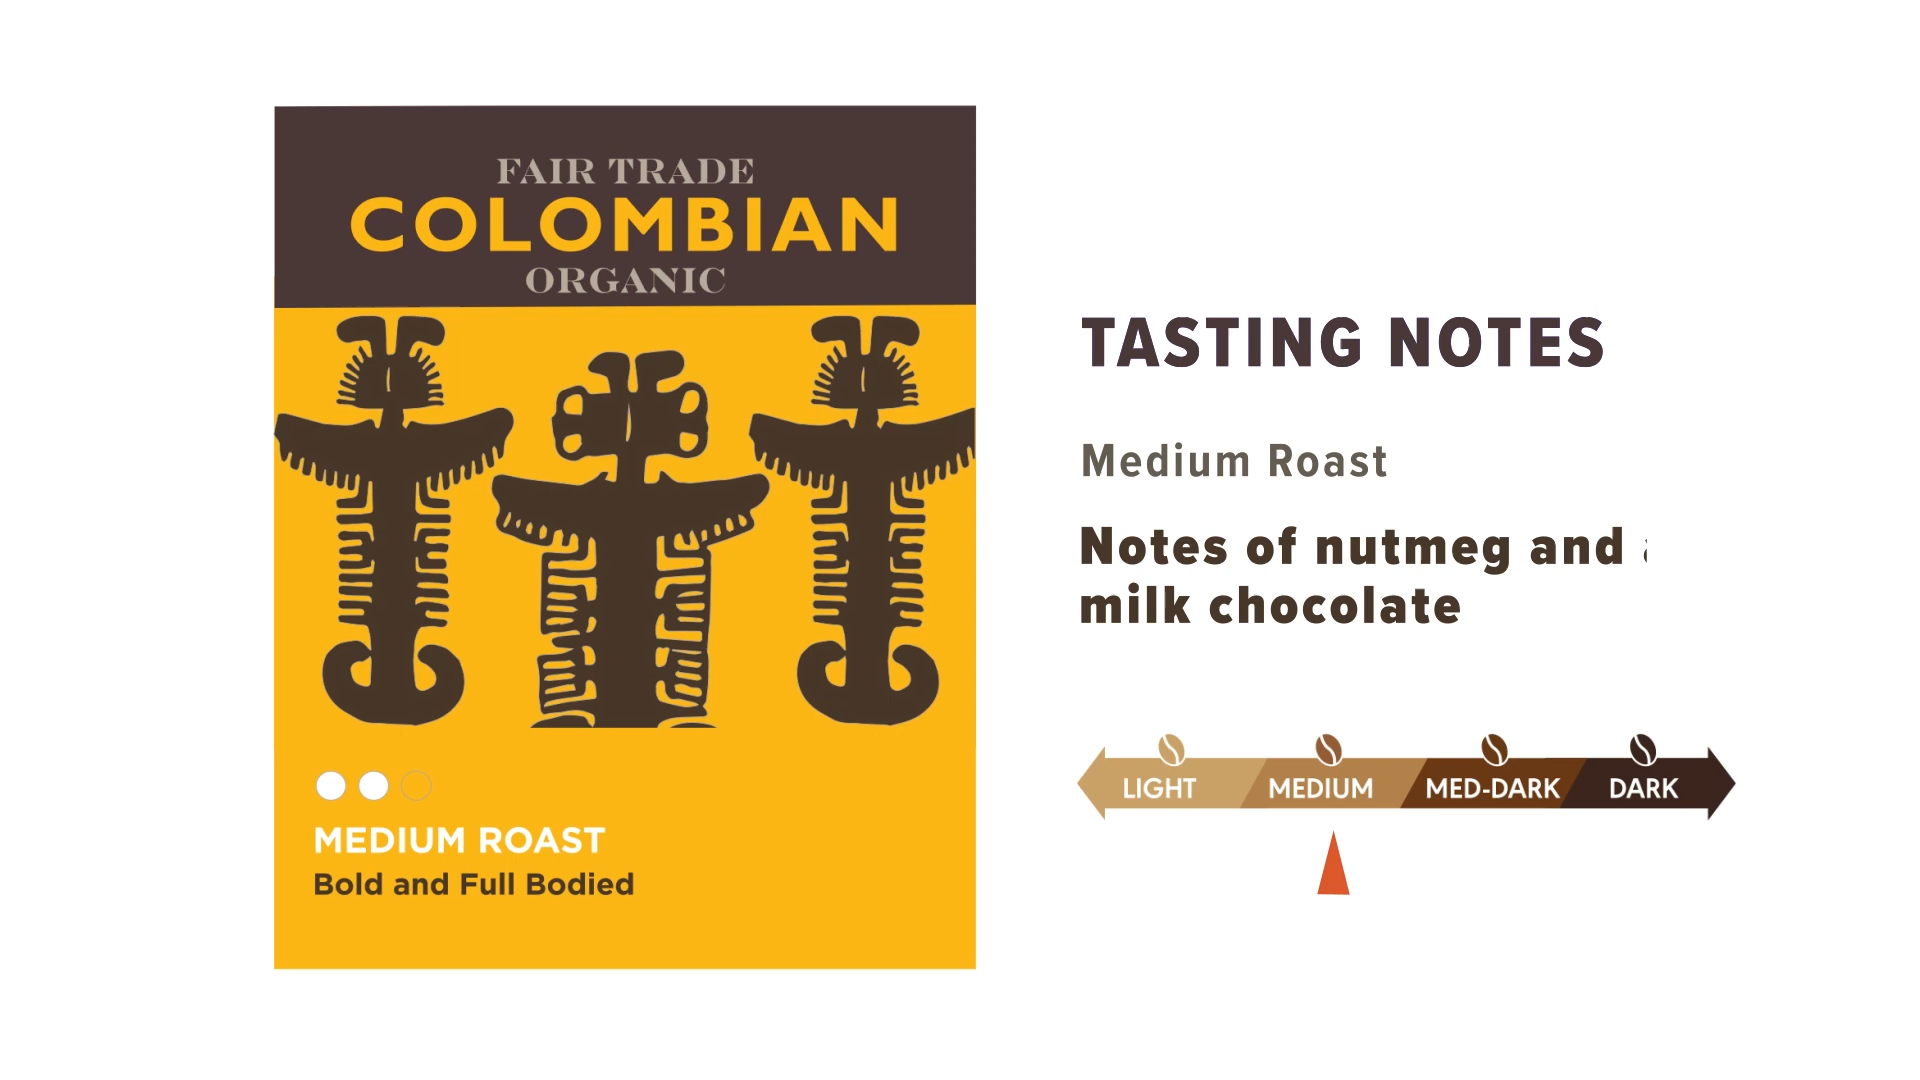 FAIR TRADE
COLOMBIAN
ORGANIC
MEDIUM ROAST
Bold and Full Bodied
TASTING NOTES
Medium Roast
Notes of nutmeg and
milk chocolate
LIGHT MEDIUM MED-DARK DARK